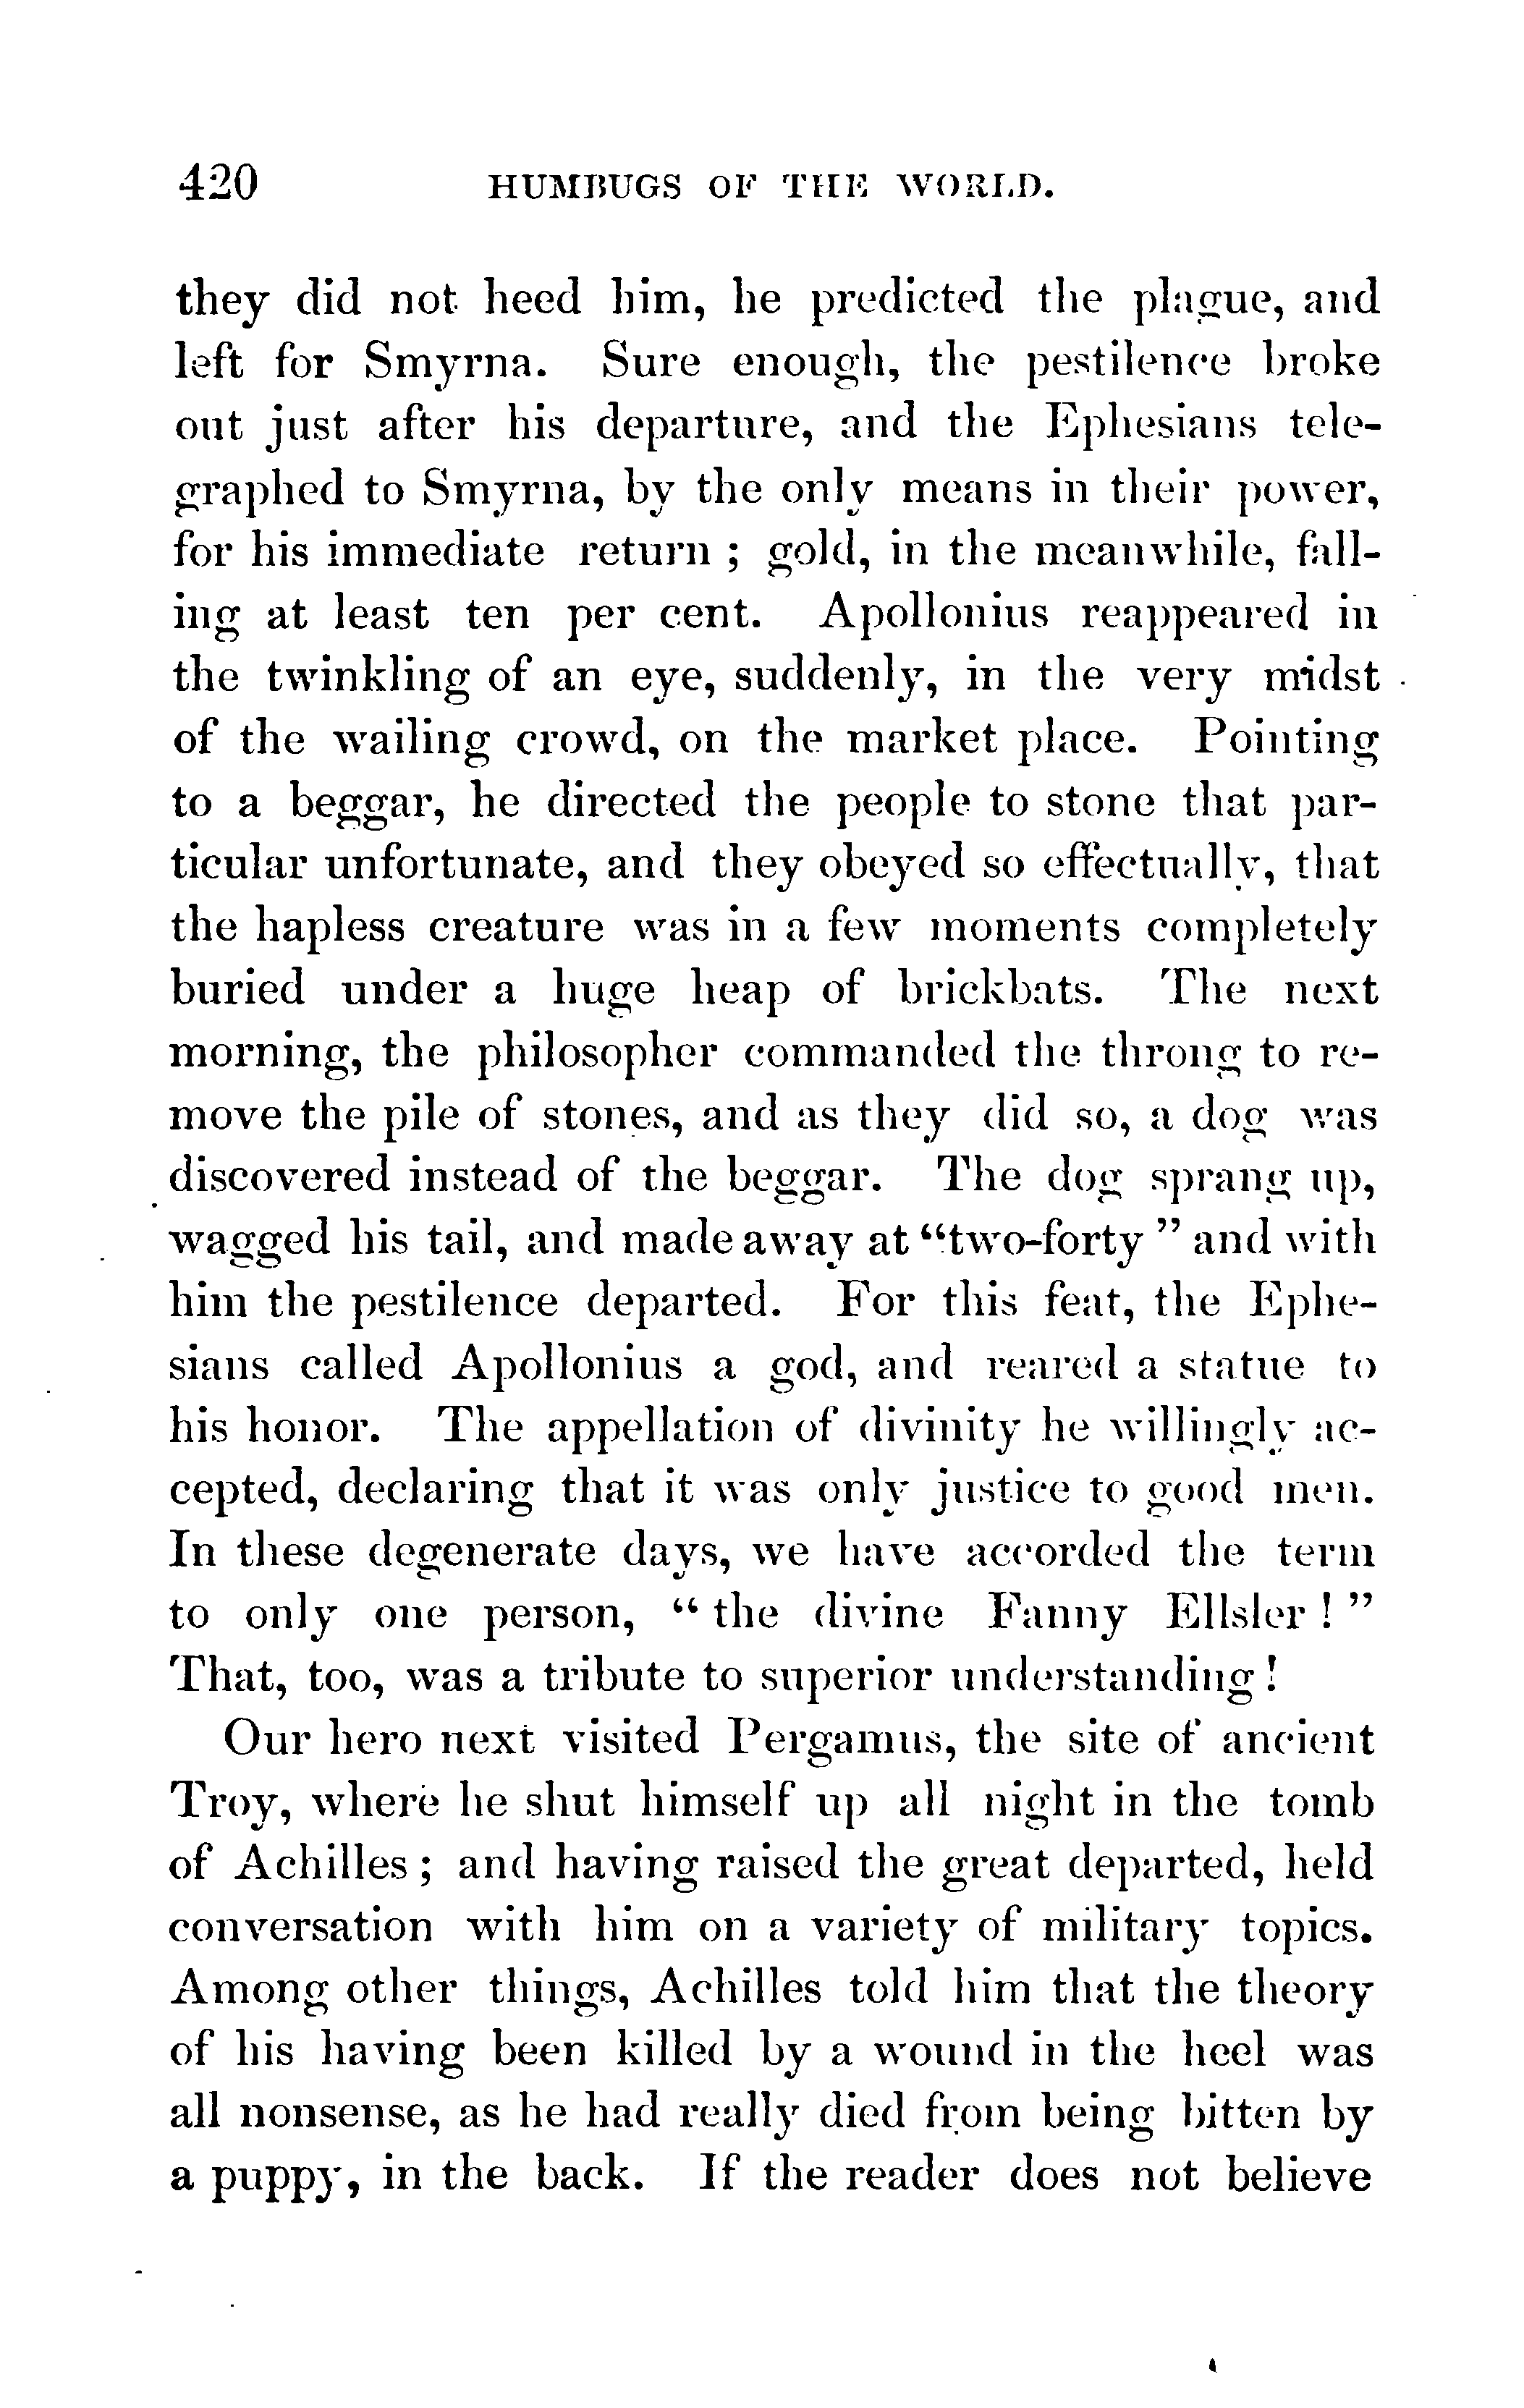 420 HUMBUGS OF THE WORLD.
they did not heed him, he predicted the plague, and
left for Smyrna. Sure enough, the pestilence broke
out just after his departure, and the Ephesians tele-
graphed to Smyrna, by the only means in their power,
for his immediate return ; gold, in the meanwhile, fall-
ing at least ten per cent. Apollonius reappeared in
the twinkling of an eye, suddenly, in the very midst
of the wailing crowd, on the market place. Pointing
to a beggar, he directed the people to stone that par-
ticular unfortunate, and they obeyed so effectually, that
the hapless creature was in a few moments completely
buried under a huge heap of brickbats. The next
morning, the philosopher commanded the throng to re-
move the pile of stones, and as they did so, a dog was
discovered instead of the beggar. The dog sprang up,
wagged his tail, and made away at “two-forty ” and with
him the pestilence departed. For this feat, the Ephe-
sians called Apollonius a god, and reared a statue to
his honor. The appellation of divinity he willingly ac-
cepted, declaring that it was only justice to good men.
In these degenerate days, we have accorded the term
to only one person, “ the divine Fanny Ellsler ! ”
That, too, was a tribute to superior understanding !
Our hero next visited Pergamus, the site of ancient
Troy, where he shut himself up all night in the tomb
of Achilles ; and having raised the great departed, held
conversation with him on a variety of military topics.
Among other things, Achilles told him that the theory
of his having been killed by a wound in the heel was
all nonsense, as he had really died from being bitten by
a puppy, in the back. If the reader does not believe